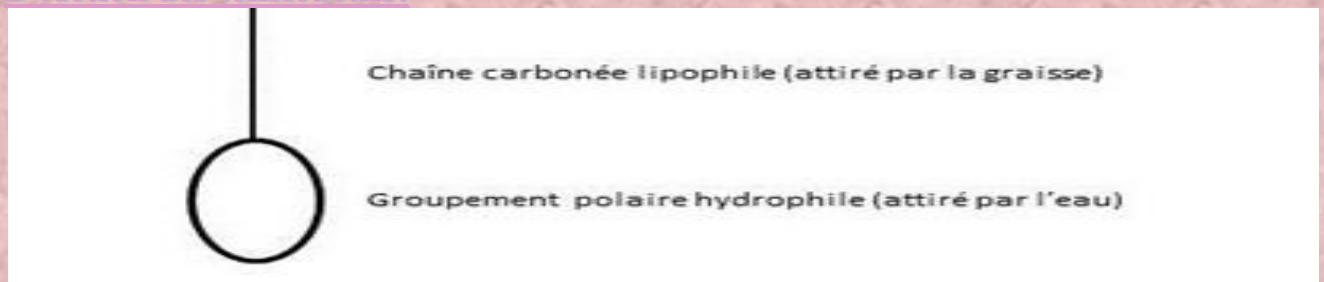 Chaîne carbonée lipophile (attiré par la graisse)
Groupement polaire hydrophile (attiré par l'eau)